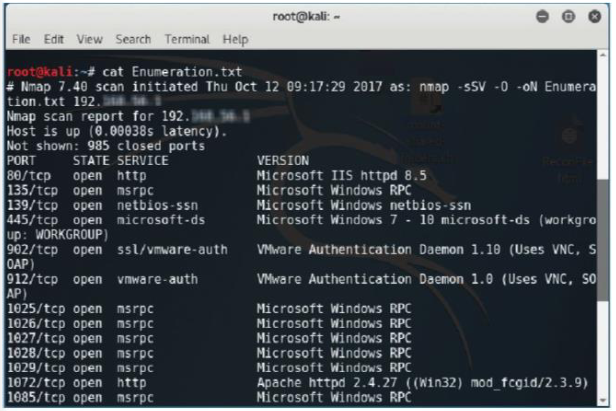 root@kali: ~
File Edit View Search Terminal Help
root@kali:~# cat Enumeration.txt
# Nmap 7.40 scan initiated Thu Oct 12 09:17:29 2017 as: nmap -sSV -O -oN Enumera
tion.txt 192.
Nmap scan report for 192.
Host is up (0.00038s latency).
Not shown: 985 closed ports
PORT STATE SERVICE VERSION
80/tcp open http Microsoft IIS httpd 8.5
135/tcp open msrpc Microsoft Windows RPC
139/tcp open netbios-ssn Microsoft Windows netbios-ssn
445/tcp open microsoft-ds Microsoft Windows 7 - 10 microsoft-ds (workgro
up: WORKGROUP)
902/tcp open ssl/vmware-auth VMware Authentication Daemon 1.10 (Uses VNC, S
OAP)
912/tcp open vmware-auth VMware Authentication Daemon 1.0 (Uses VNC, SO
AP)
1025/tcp open msrpc Microsoft Windows RPC
1026/tcp open msrpc Microsoft Windows RPC
1027/tcp open msrpc Microsoft Windows RPC
1028/tcp open msrpc Microsoft Windows RPC
1029/tcp open msrpc Microsoft Windows RPC
1072/tcp open http Apache httpd 2.4.27 ((Win32) mod_fcgid/2.3.9)
1085/tcp open msrpc Microsoft Windows RPC